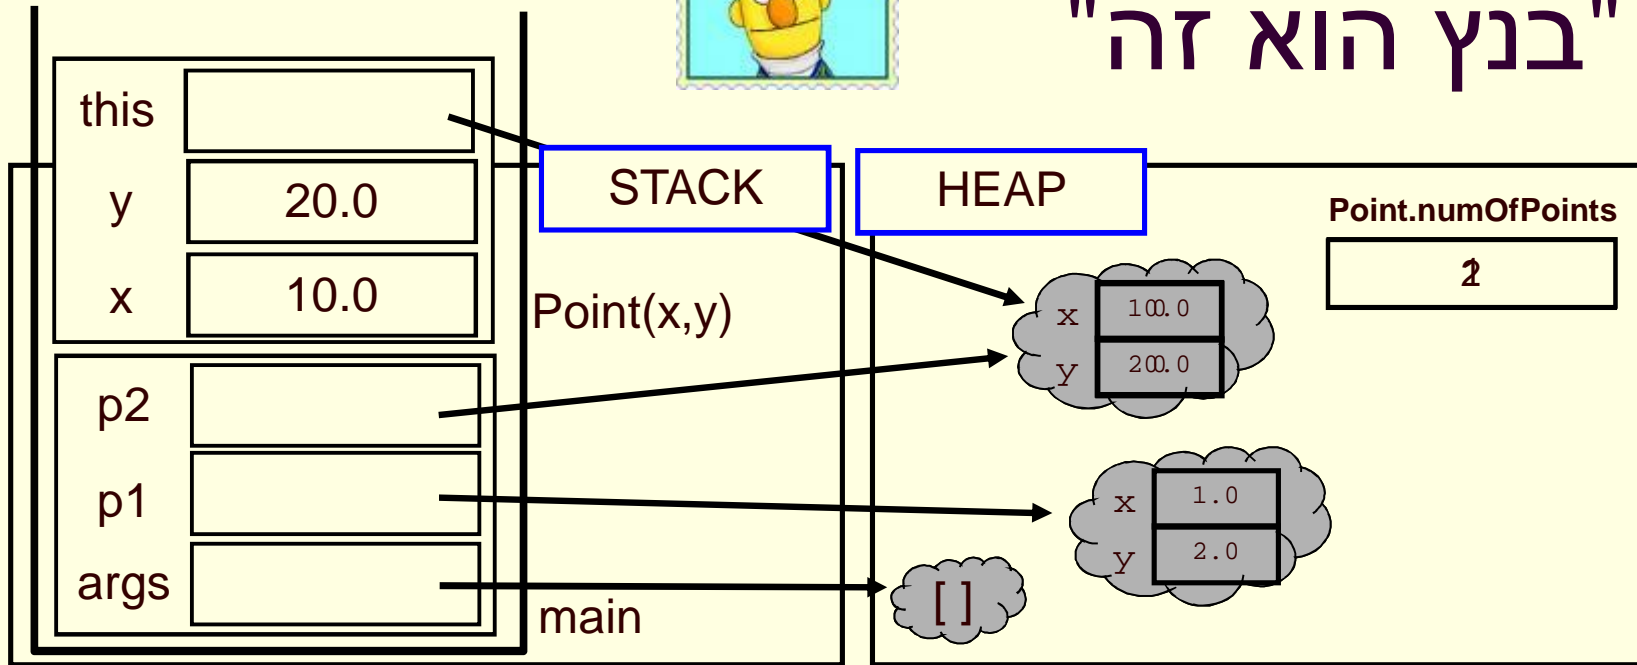 "בנץ הוא זה"
this
y 20.0
x 10.0
Point(x,y)
p2
p1
args
main
STACK
HEAP
Point.numOfPoints
x
y
x 1.0
y 2.0
[ ]